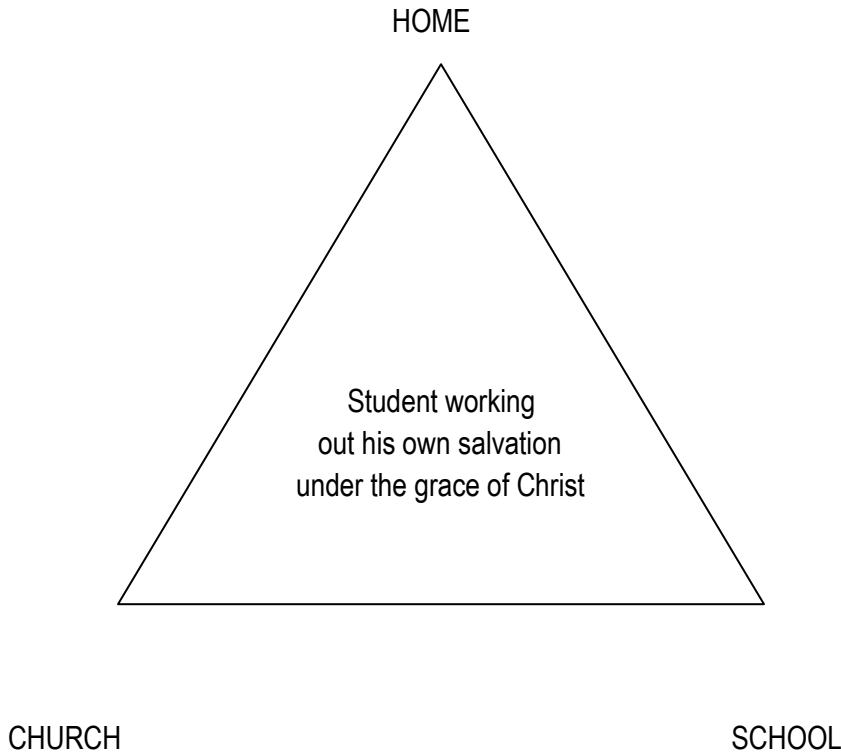 HOME
Student working
out his own salvation
under the grace of Christ
CHURCH
SCHOOL